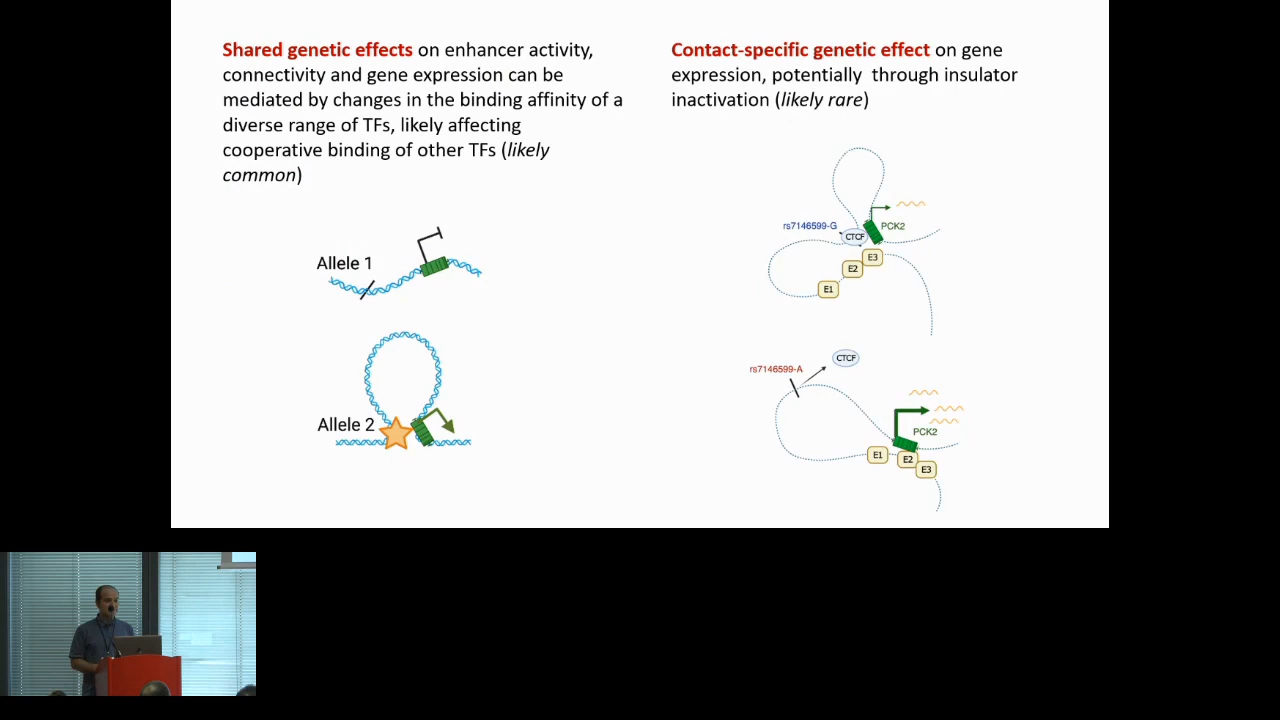 Shared genetic effects on enhancer activity,
connectivity and gene expression can be
mediated by changes in the binding affinity of a
diverse range of TFs, likely affecting
cooperative binding of other TFs (likely
common)
Allele 1
Allele 2
Contact-specific genetic effect on gene
expression, potentially through insulator
inactivation (likely rare)
rs7146599-G
CTCF
PCK2
E3
E2
E1
CTCF
rs7146599-A
PCK2
E1
E2
E3